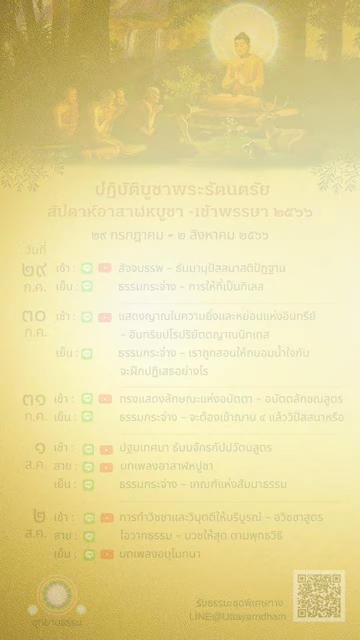 ปฏิบัติบูชาพระรัตนตรัย
สัปดาห์อาสาฬหบูชา -เข้าพรรษา ๒๕๖๖
๒๙ กรกฎาคม - ๒ สิงหาคม ๒๕๖๖
วันที่
๒๙ เช้า : สัจจบรรพ - ธัมมานุปัสสนาสติปัฏฐาน
ก.ค. เย็น : ธรรมกระจ่าง - การให้ที่เป็นกิเลส
๓๐ เช้า : แสดงญาณในความยิ่งและหย่อนแห่งอินทรีย์
ก.ค. - อินทริยปโรปริยัตตญาณนิทเทส
เย็น : ธรรมกระจ่าง - เราถูกสอนให้ถนอมน้ำใจกัน
จะฝึกปฏิเสธอย่างไร
๓๑ เช้า : ทรงแสดงลักษณะแห่งอนัตตา - อนัตตลักขณสูตร
ก.ค. เย็น : ธรรมกระจ่าง - จะต้องเข้าฌาน ๔ แล้ววิปัสสนาหรือ
๑ เช้า : ปฐมเทศนา ธัมมจักรกัปปวัตนสูตร
ส.ค. สาย : บทเพลงอาสาฬหบูชา
เย็น : ธรรมกระจ่าง - เกณฑ์แห่งสัมมาธรรม
๒ เช้า : การทำวิชชาและวิมุตติให้บริบูรณ์ - อวิชชาสูตร
ส.ค. สาย : โอวาทธรรม - บวชให้สุด ตามพุทธวิธี
เย็น : บทเพลงอนุโมทนา
อุทยานธรรม
รับธรรมะชุดพิเศษทาง
LINE@Uttayarndham